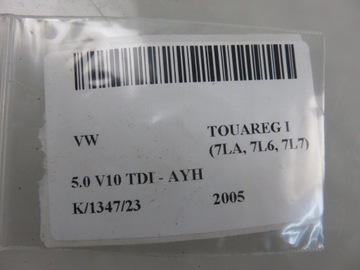 VW TOUAREG I
(7LA, 7L6, 7L7)
5.0 V10 TDI - AYH
K/1347/23 2005